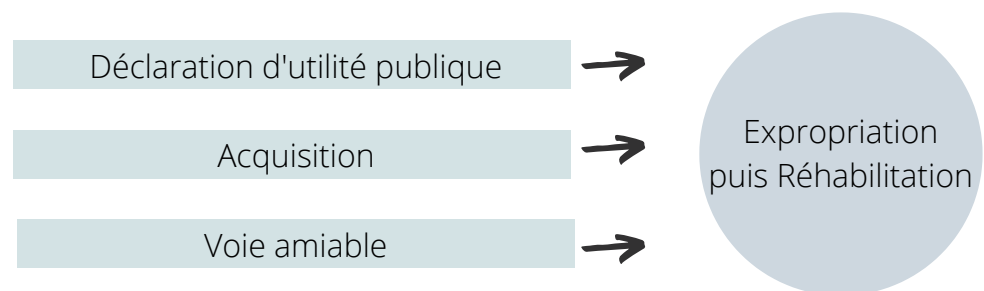 Déclaration d'utilité publique
Acquisition
Voie amiable
Expropriation
puis Réhabilitation